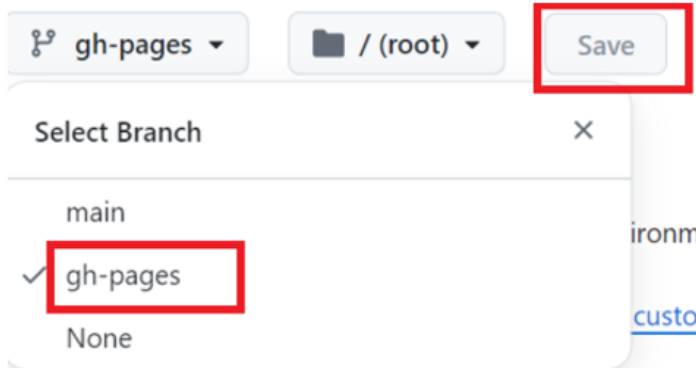 gh-pages / (root) Save
Select Branch
main
gh-pages
None